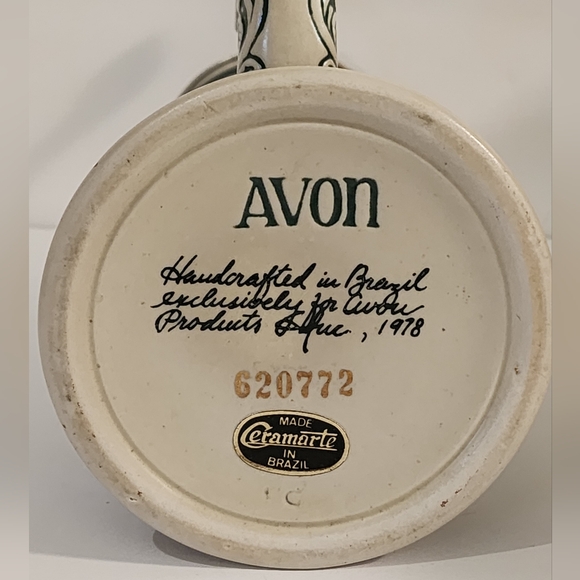 AVON
Handcrafted in Brazil
exclusively for Avon
Products Inc, 1978
620772
MADE
Ceramarte
IN
BRAZIL
C